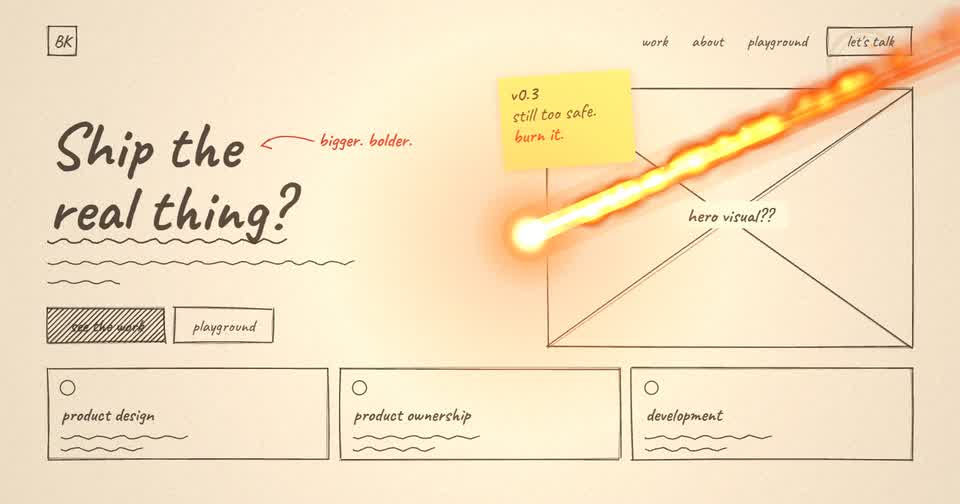 BK
work about playground let's talk
v0.3
still too safe.
burn it.
Ship the
real thing?
bigger. bolder.
hero visual??
see the work playground
product design
product ownership
development